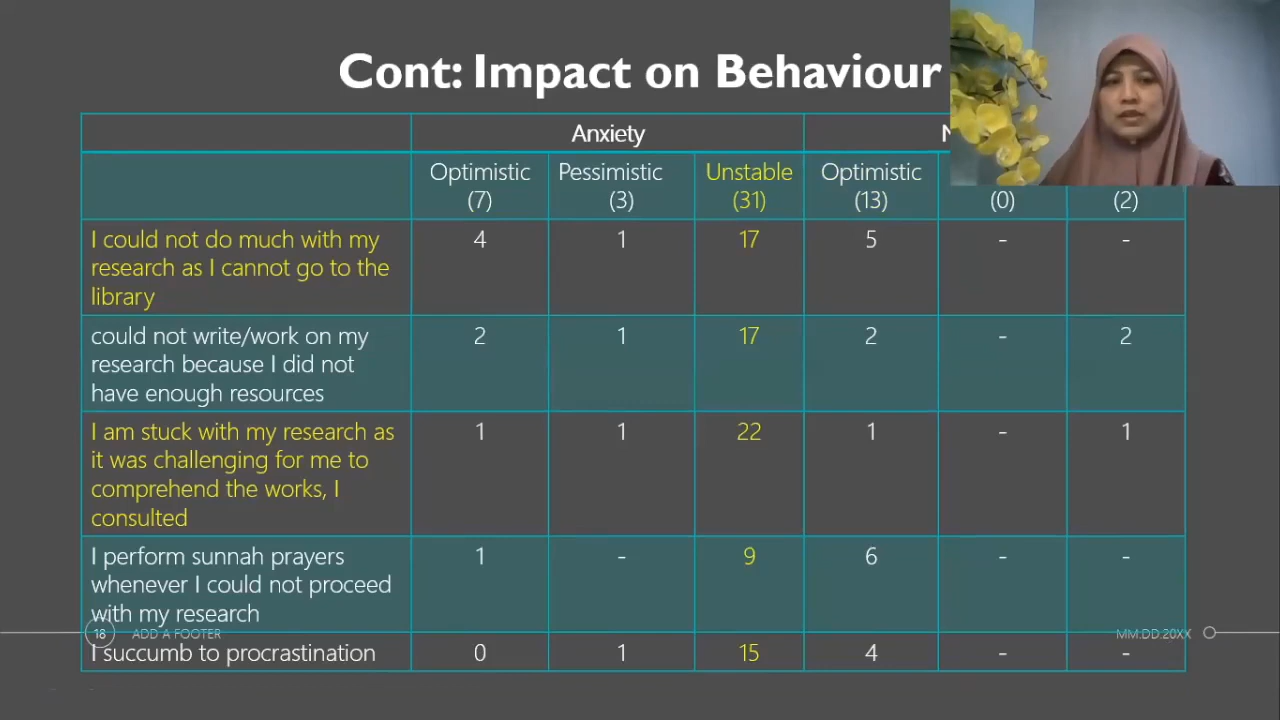 Cont: Impact on Behaviour
Anxiety
Optimistic Pessimistic Unstable Optimistic
(7) (3) (31) (13) (0) (2)
I could not do much with my 4 1 17 5 - -
research as I cannot go to the
library
could not write/work on my 2 1 17 2 - 2
research because I did not
have enough resources
I am stuck with my research as 1 1 22 1 - 1
it was challenging for me to
comprehend the works, I
consulted
I perform sunnah prayers 1 - 9 6 - -
whenever I could not proceed
with my research
18 ADD A FOOTER MM.DD.20XX
I succumb to procrastination 0 1 15 4 - -